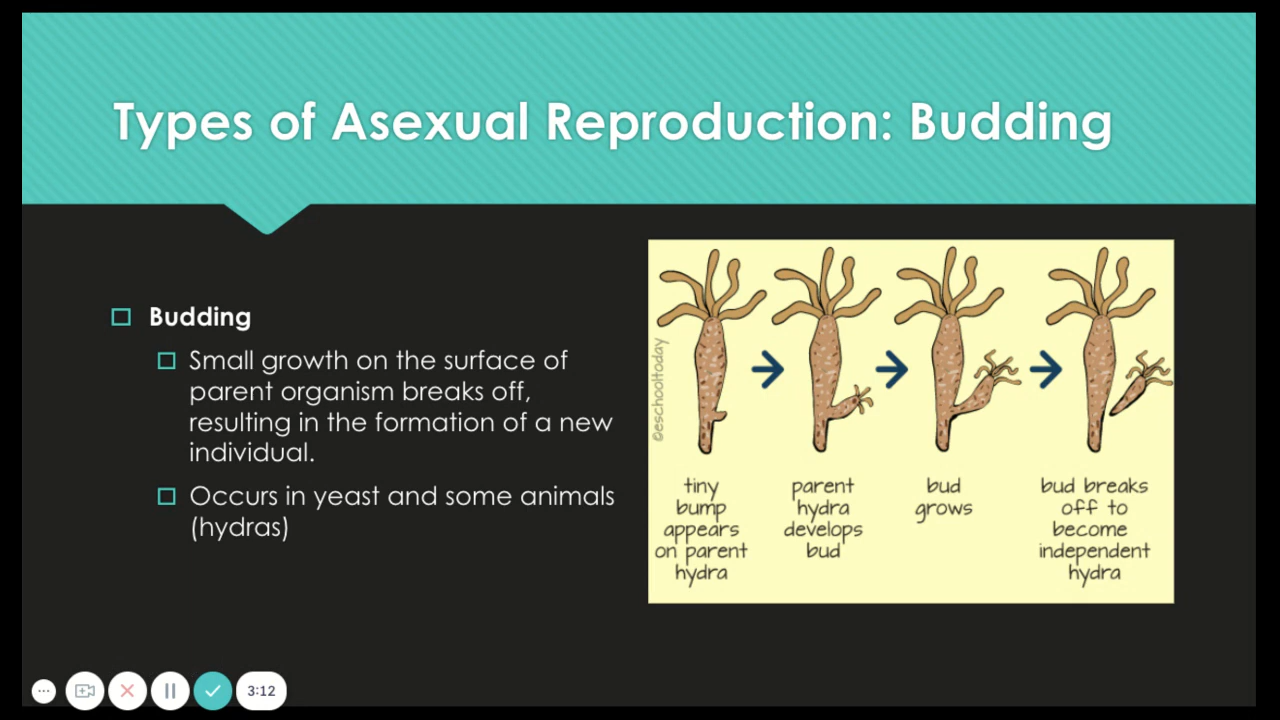 Types of Asexual Reproduction: Budding
Budding
Small growth on the surface of
parent organism breaks off,
resulting in the formation of a new
individual.
Occurs in yeast and some animals
(hydras)
©eschooltoday
tiny
bump
appears
on parent
hydra
parent
hydra
develops
bud
bud
grows
bud breaks
off to
become
independent
hydra
3:12